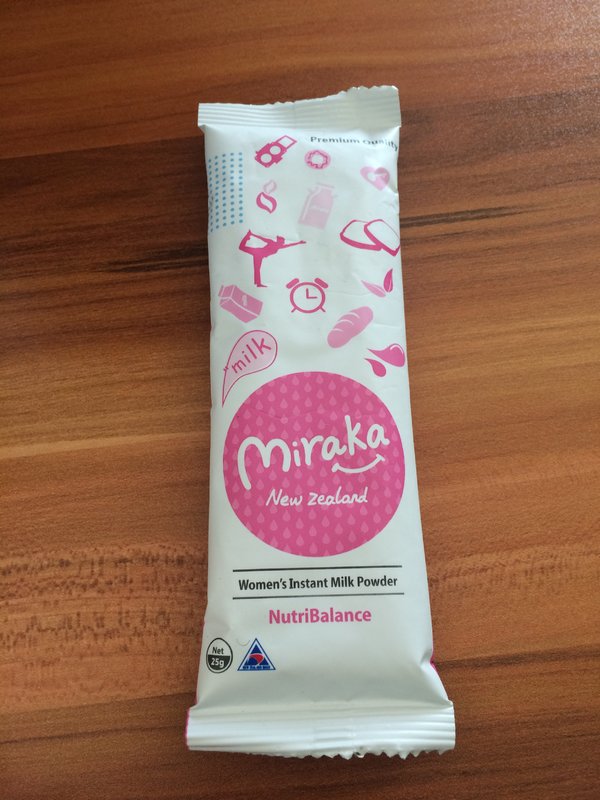 Premium Quality
milk
Miraka
New Zealand
Women's Instant Milk Powder
NutriBalance
Net
25g